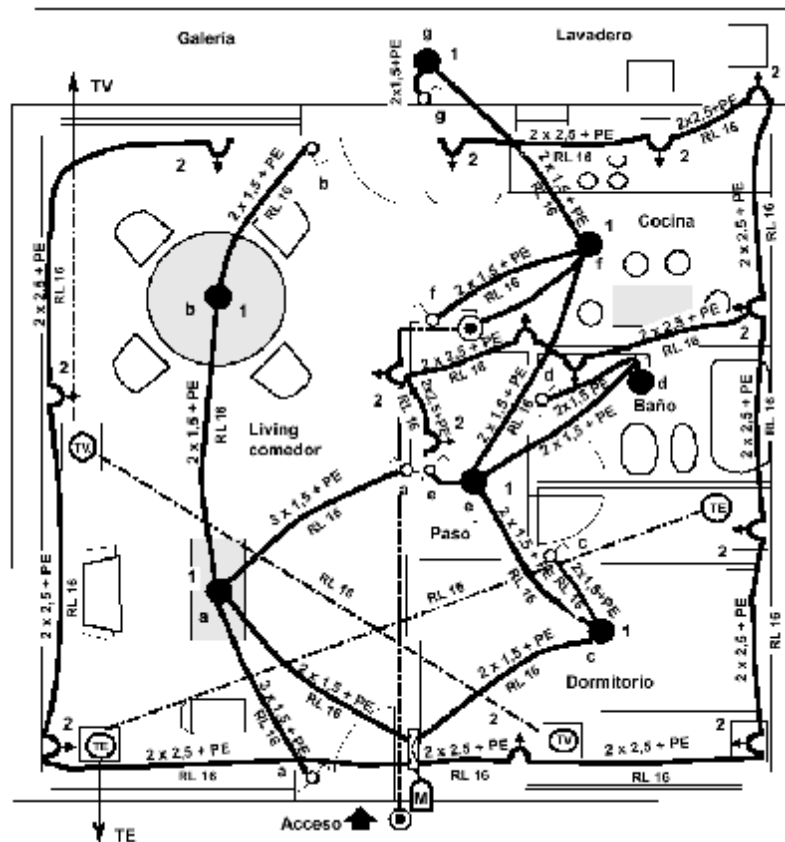 Galería
Lavadero
g
1
2x1,5+PE
g
TV
2
2
2 x 2,5 + PE
RL 16
2
2x2,5+PE
RL 16
2
b
2 x 1,5 + PE
RL 16
2 x 1,5 + PE
RL 16
1
f
Cocina
2 x 2,5 + PE
RL 16
2 x 2,5 + PE
RL 16
b
1
f
2 x 1,5 + PE
RL 16
2
2 x 2,5 + PE
RL 16
2x2,5+PE
RL 16
2
2
2x2,5+PE
RL 16
2
d
2x1,5 PE
d
Baño
2 x 1,5 + PE
RL 16
2 x 1,5 + PE
2 x 1,5 + PE
RL 16
Living
comedor
TV
a
e
1
e
Paso
3 x 1,5 + PE
RL 16
TE
2
c
2 x 1,5 + PE
RL 16
2x1,5+PE
RL 16
RL 16
RL 16
1
a
2 x 2,5 + PE
RL 16
2 x 2,5 + PE
RL 16
1
c
Dormitorio
2 x 1,5 + PE
RL 16
2 x 1,5 + PE
RL 16
2 x 1,5 + PE
RL 16
2
TE
2 x 2,5 + PE
RL 16
a
2
2 x 2,5 + PE
RL 16
TV
2 x 2,5 + PE
RL 16
2
M
Acceso
TE